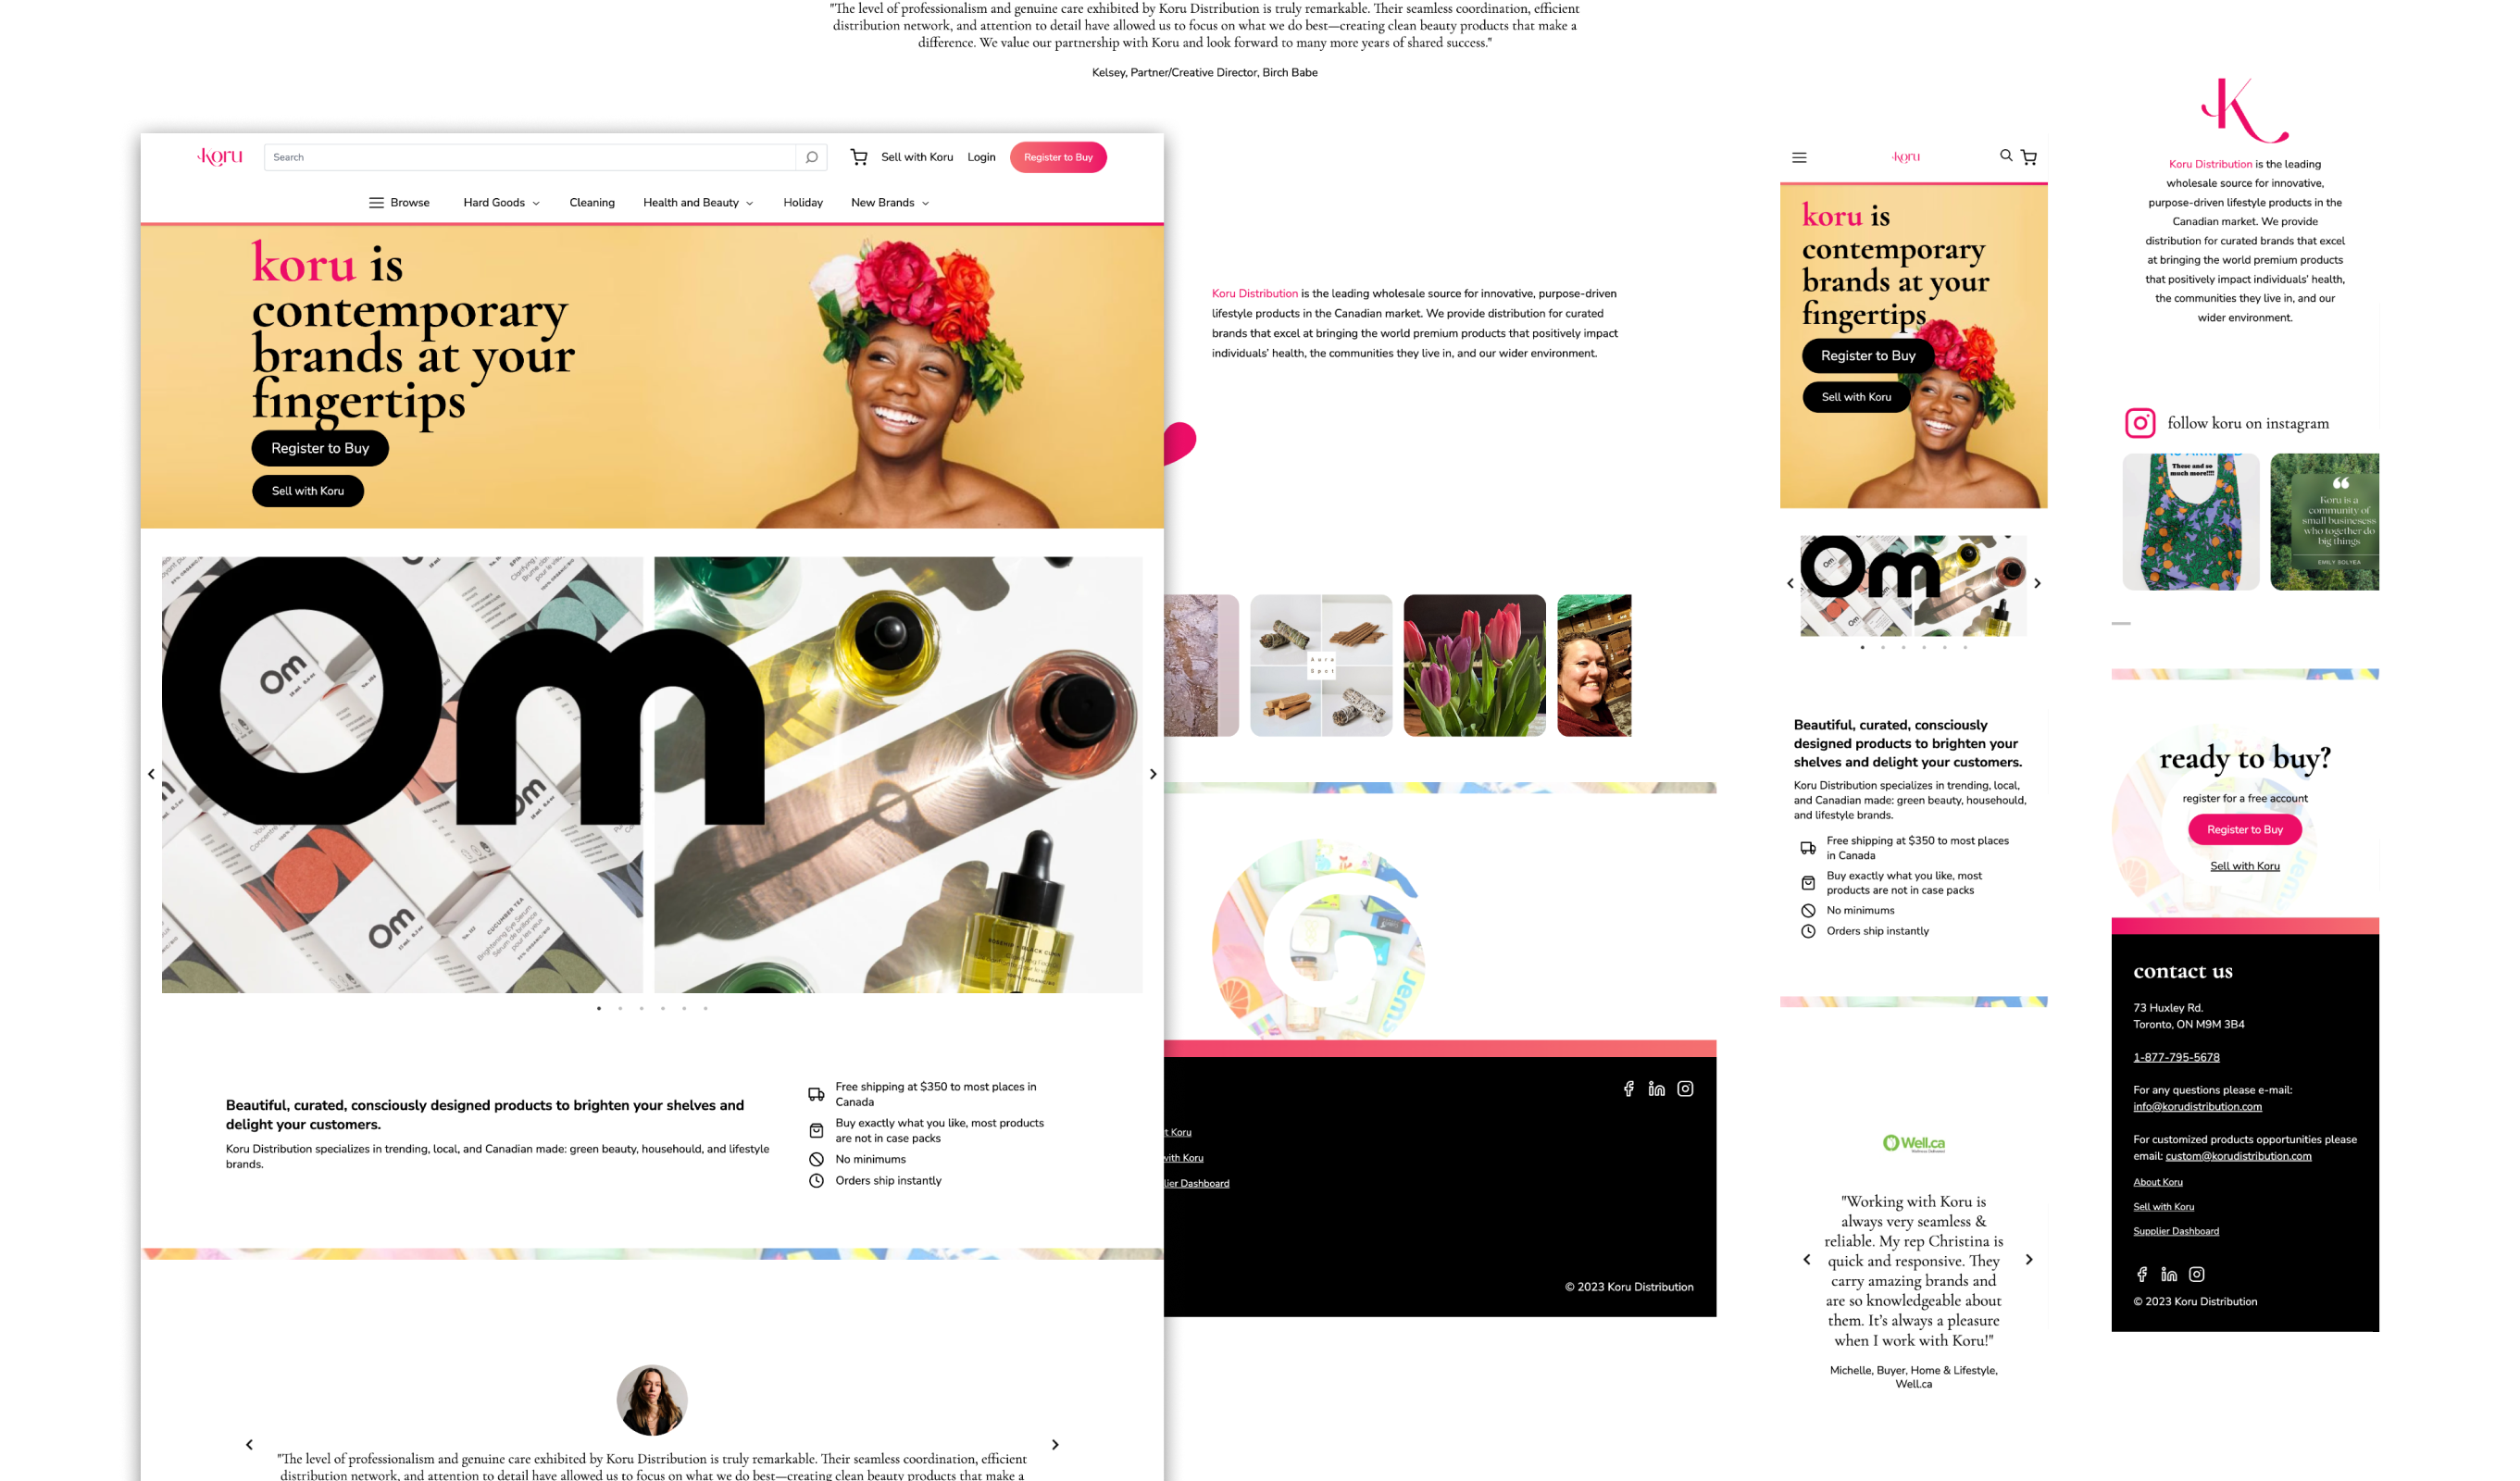 "The level of professionalism and genuine care exhibited by Koru Distribution is truly remarkable. Their seamless coordination, efficient
distribution network, and attention to detail have allowed us to focus on what we do best—creating clean beauty products that make a
difference. We value our partnership with Koru and look forward to many more years of shared success."
Kelsey, Partner/Creative Director, Birch Babe
koru
Search
Sell with Koru
Login
Register to Buy
Browse
Hard Goods
Cleaning
Health and Beauty
Holiday
New Brands
koru is
contemporary
brands at your
fingertips
Register to Buy
Sell with Koru
Om
Om
Om
Om
CUCUMBER TEA
Beautiful, curated, consciously designed products to brighten your shelves and
delight your customers.
Koru Distribution specializes in trending, local, and Canadian made: green beauty, househould, and lifestyle
brands.
Free shipping at $350 to most places in
Canada
Buy exactly what you like, most products
are not in case packs
No minimums
Orders ship instantly
"The level of professionalism and genuine care exhibited by Koru Distribution is truly remarkable. Their seamless coordination, efficient
distribution network, and attention to detail have allowed us to focus on what we do best—creating clean beauty products that make a
Koru Distribution is the leading wholesale source for innovative, purpose-driven
lifestyle products in the Canadian market. We provide distribution for curated
brands that excel at bringing the world premium products that positively impact
individuals' health, the communities they live in, and our wider environment.
Aura
Spot
Jems
t Koru
with Koru
lier Dashboard
© 2023 Koru Distribution
koru
koru is
contemporary
brands at your
fingertips
Register to Buy
Sell with Koru
Om
Beautiful, curated, consciously
designed products to brighten your
shelves and delight your customers.
Koru Distribution specializes in trending, local,
and Canadian made: green beauty, househould,
and lifestyle brands.
Free shipping at $350 to most places
in Canada
Buy exactly what you like, most
products are not in case packs
No minimums
Orders ship instantly
Well.ca
"Working with Koru is
always very seamless &
reliable. My rep Christina is
quick and responsive. They
carry amazing brands and
are so knowledgeable about
them. It's always a pleasure
when I work with Koru!"
Michelle, Buyer, Home & Lifestyle,
Well.ca
K
Koru Distribution is the leading
wholesale source for innovative,
purpose-driven lifestyle products in the
Canadian market. We provide
distribution for curated brands that excel
at bringing the world premium products
that positively impact individuals' health,
the communities they live in, and our
wider environment.
follow koru on instagram
These and so
much more!!!!
Koru is a
community of
small businesess
who together do
big things
EMILY SOLYEA
ready to buy?
register for a free account
Register to Buy
Sell with Koru
contact us
73 Huxley Rd.
Toronto, ON M9M 3B4
1-877-795-5678
For any questions please e-mail:
info@korudistribution.com
For customized products opportunities please
email: custom@korudistribution.com
About Koru
Sell with Koru
Supplier Dashboard
© 2023 Koru Distribution